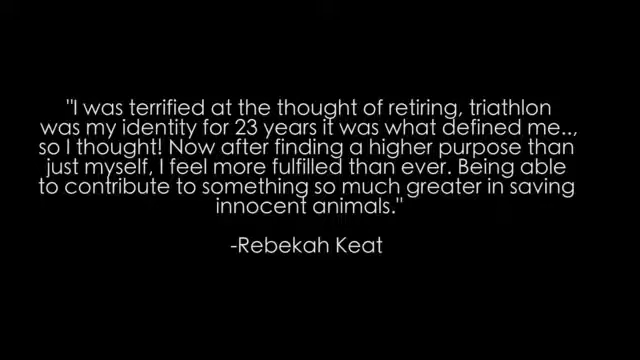 "I was terrified at the thought of retiring, triathlon
was my identity for 23 years it was what defined me..,
so I thought! Now after finding a higher purpose than
just myself, I feel more fulfilled than ever. Being able
to contribute to something so much greater in saving
innocent animals."
-Rebekah Keat